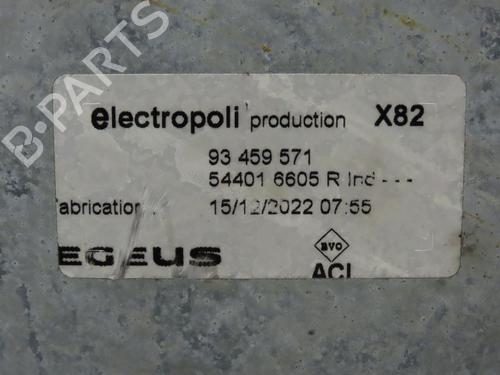 B-PARTS
electropoli production X82
93 459 571
54401 6605 R Ind - - -
fabrication : 15/12/2022 07:55
EGEUS BVO
ACI